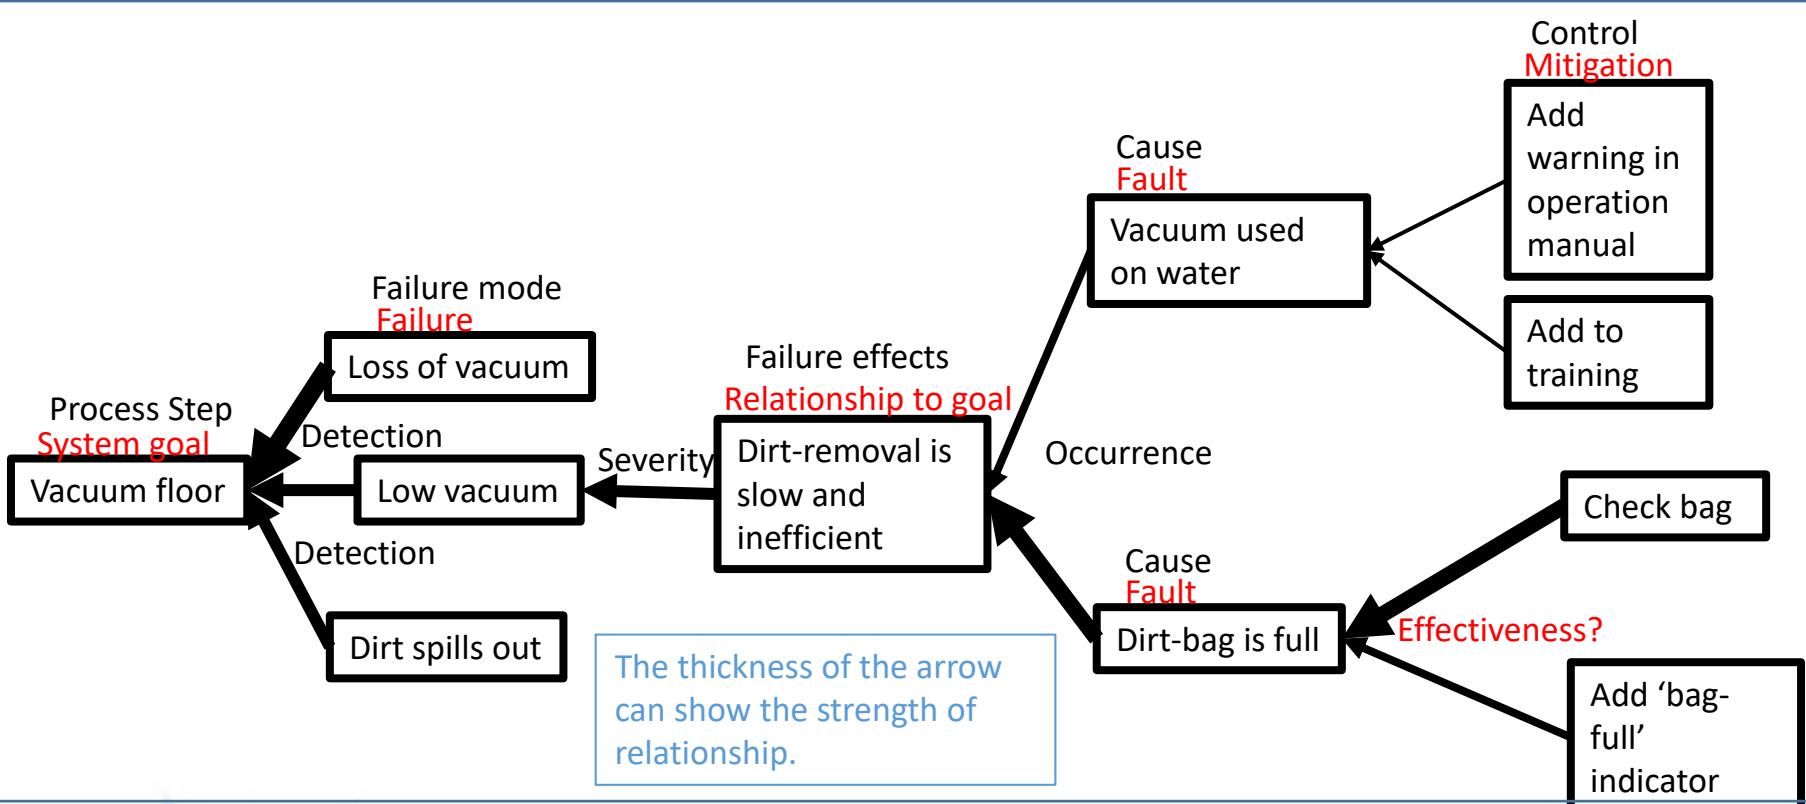 Control
Mitigation
Add
warning in
operation
manual
Cause
Fault
Vacuum used
on water
Add to
training
Failure mode
Failure
Loss of vacuum
Failure effects
Relationship to goal
Dirt-removal is
slow and
inefficient
Process Step
System goal
Vacuum floor
Detection
Low vacuum
Severity
Occurrence
Detection
Dirt spills out
Check bag
Cause
Fault
Dirt-bag is full
Effectiveness?
Add ‘bag-
full’
indicator
The thickness of the arrow
can show the strength of
relationship.